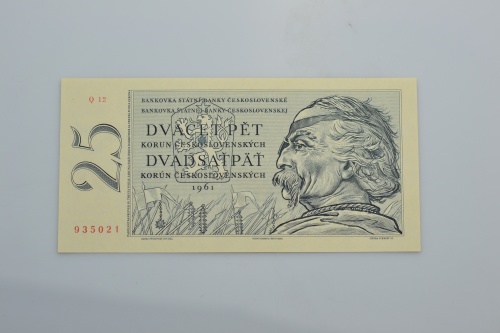 Q 12
BANKOVKA STÁTNÍ BANKY ČESKOSLOVENSKÉ
BANKOVKA ŠTÁTNEJ BANKY ČESKOSLOVENSKEJ
25
DVACET PĚT
KORUN ČESKOSLOVENSKÝCH
DVADSAŤPÄŤ
KORÚN ČESKOSLOVENSKÝCH
1961
935021